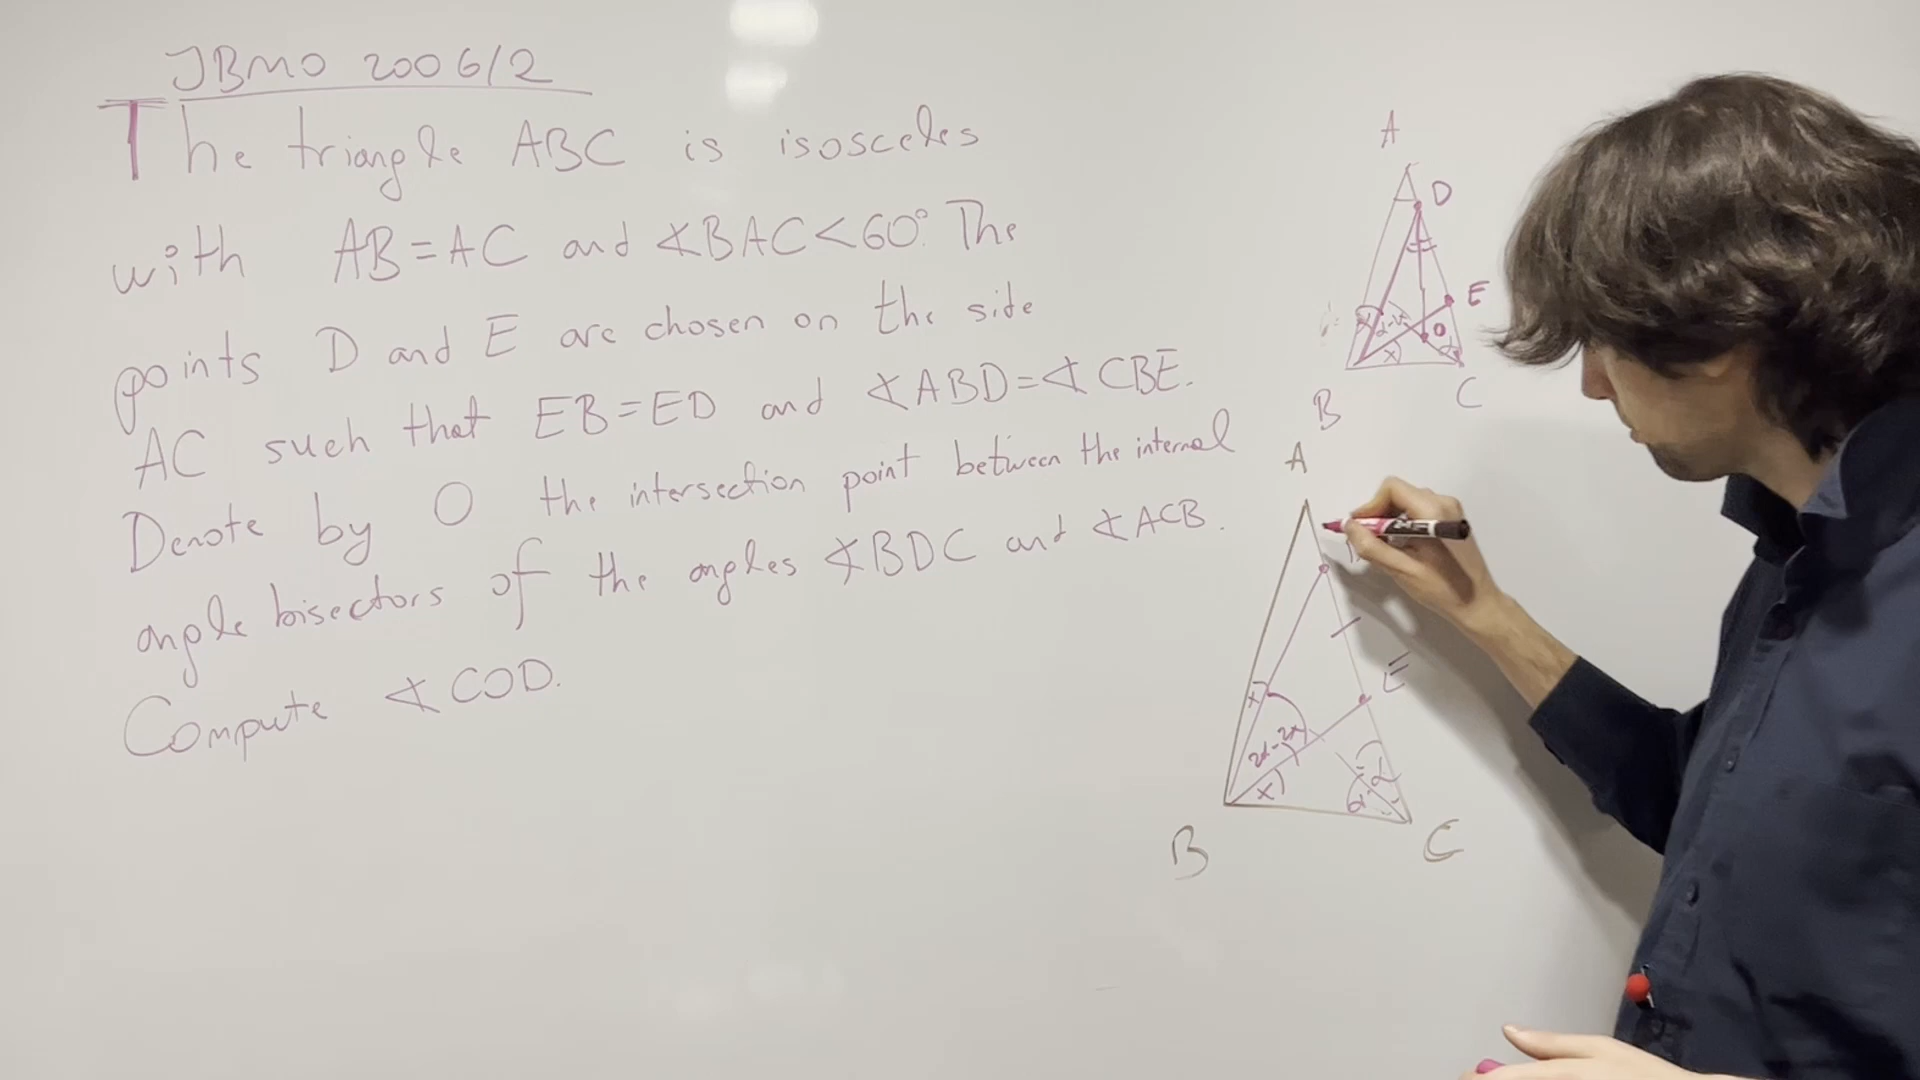 JBMO 2006/2
The triangle ABC is isosceles
with AB=AC and ∢BAC<60°. The
points D and E are chosen on the side
AC such that EB=ED and ∢ABD=∢CBE.
Denote by O the intersection point between the internal
angle bisectors of the angles ∢BDC and ∢ACB.
Compute ∢COD.
A
D
E
O
x
α
B
C
A
E
x
2α-2x
x
α
α
B
C